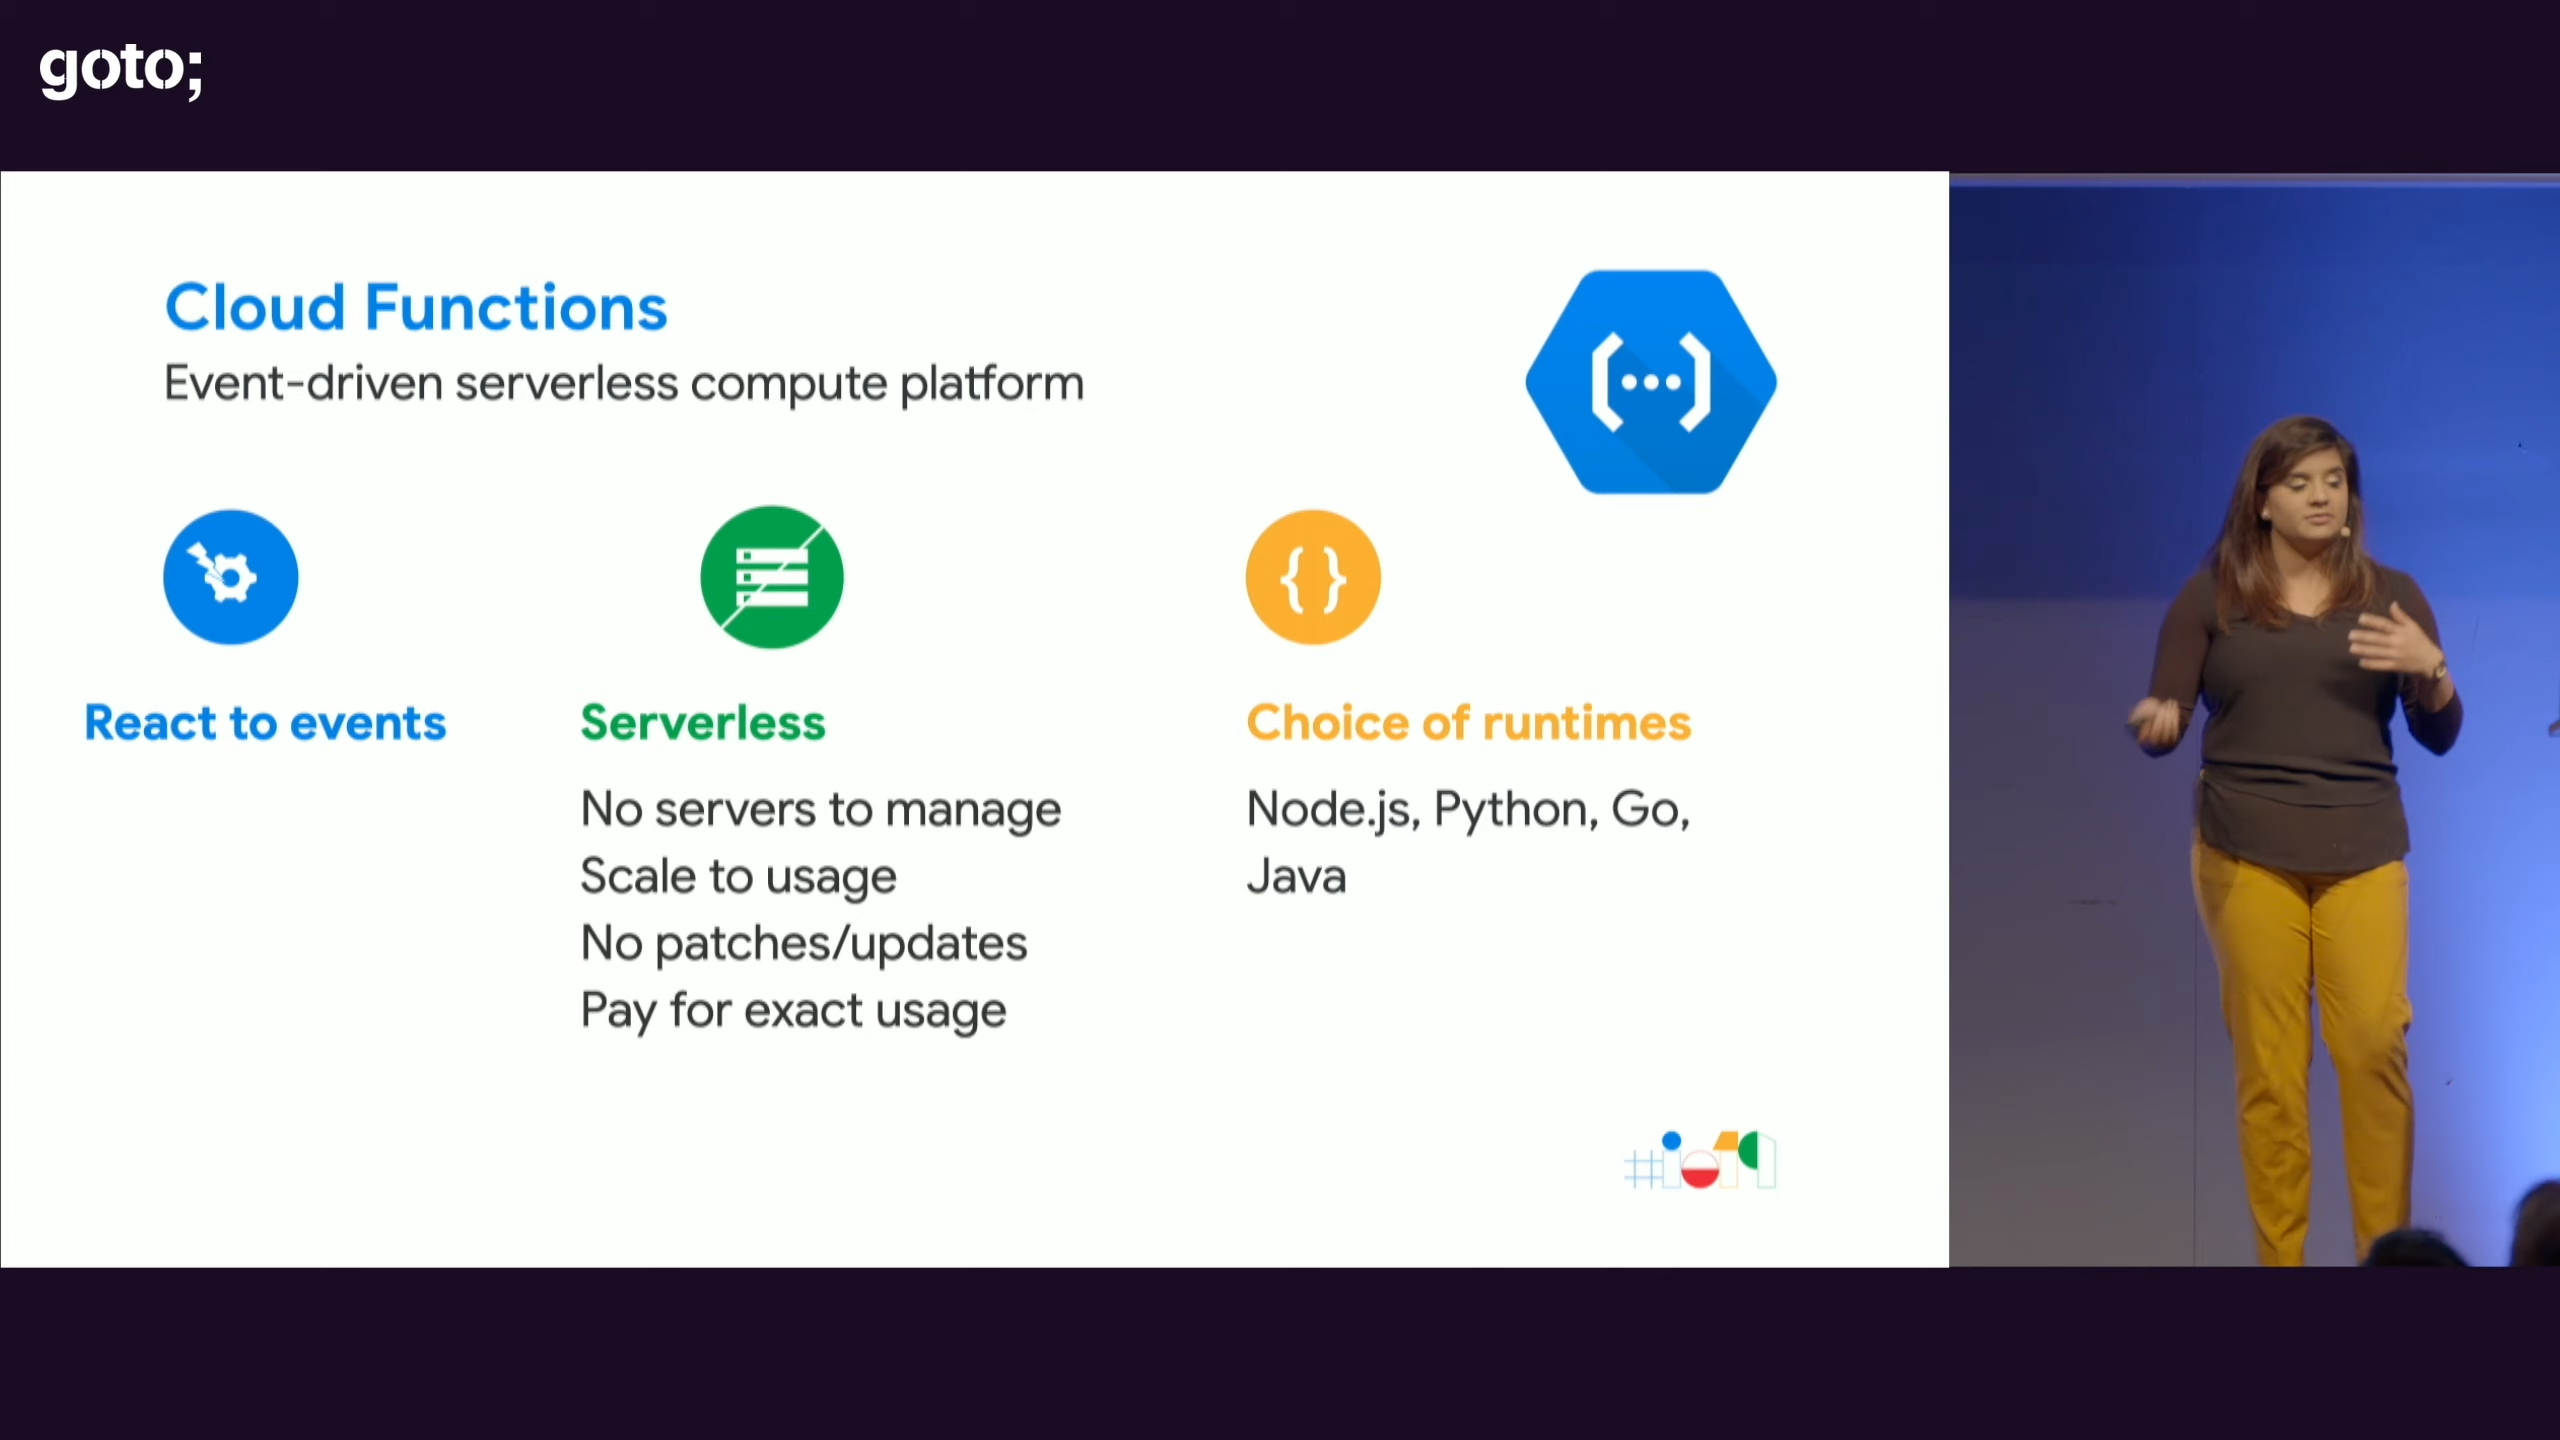 goto;
Cloud Functions
Event-driven serverless compute platform
React to events
Serverless
No servers to manage
Scale to usage
No patches/updates
Pay for exact usage
Choice of runtimes
Node.js, Python, Go,
Java
#io19